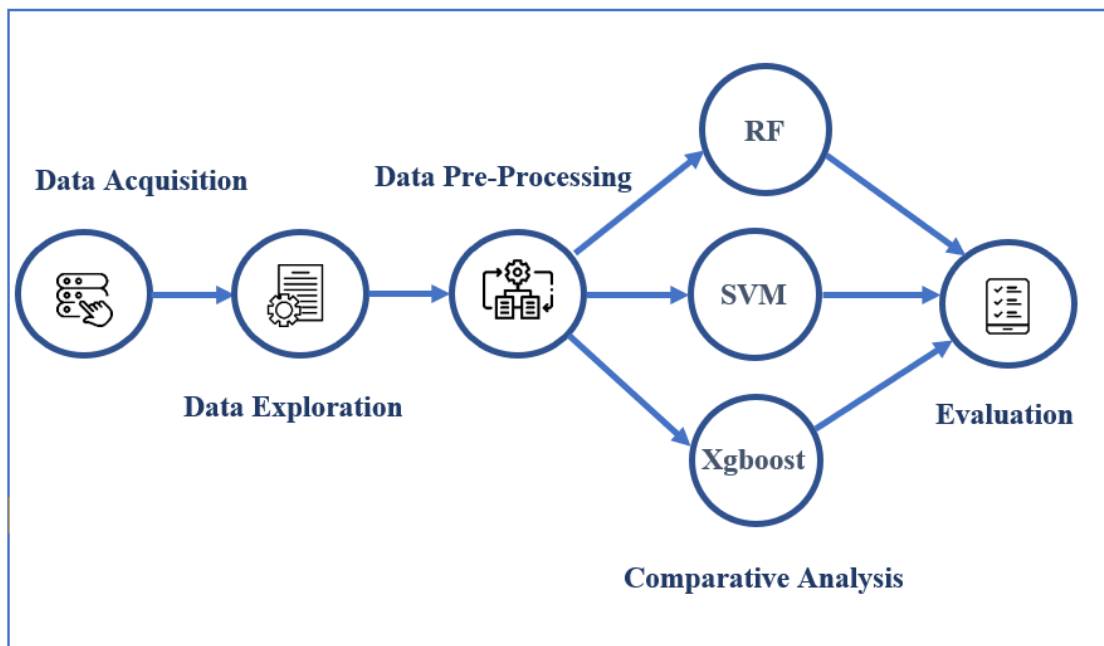 Data Acquisition
Data Exploration
Data Pre-Processing
RF
SVM
Xgboost
Comparative Analysis
Evaluation